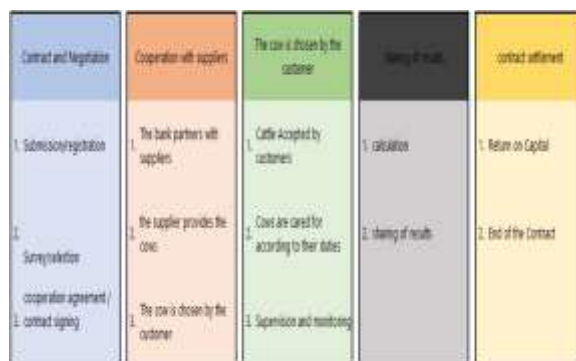 Contract and Negotiation
1. Submission/registration
2.
Survey/selection
cooperation agreement /
3. contract signing
Cooperation with suppliers
The bank partners with
1. suppliers
2. the supplier provides the
cows
The cow is chosen by the
3. customer
The cow is chosen by the
customer
Cattle Accepted by
1. customers
2. Cows are cared for
according to their duties
3. Supervision and monitoring
sharing of results
1. calculation
2. sharing of results
contract settlement
1. Return on Capital
2. End of the Contract